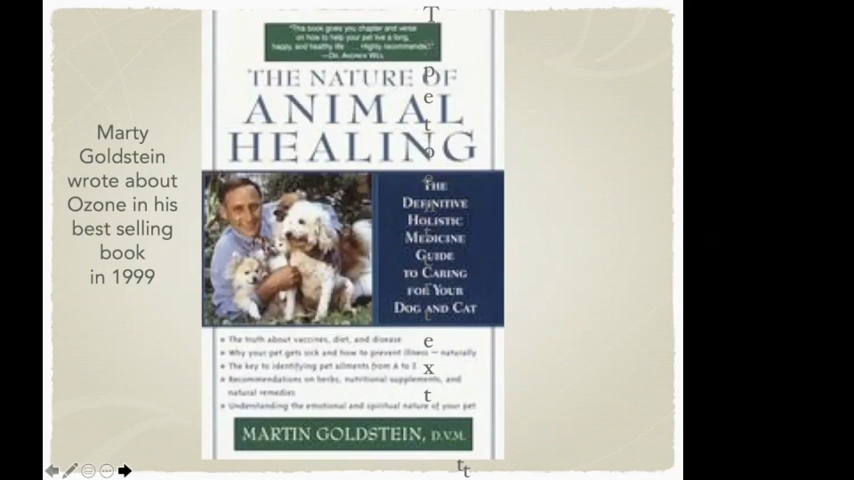 "This book gives you chapter and verse
on how to help your pet live a long,
happy, and healthy life . . . Highly recommended."
—DR. ANDREW WEIL
THE NATURE OF
ANIMAL
HEALING
Marty
Goldstein
wrote about
Ozone in his
best selling
book
in 1999
THE
DEFINITIVE
HOLISTIC
MEDICINE
GUIDE
TO CARING
FOR YOUR
DOG AND CAT
• The truth about vaccines, diet, and disease
• Why your pet gets sick and how to prevent illness — naturally
• The key to identifying pet ailments from A to Z
• Recommendations on herbs, nutritional supplements, and
natural remedies
• Understanding the emotional and spiritual nature of your pet
MARTIN GOLDSTEIN, D.V.M.